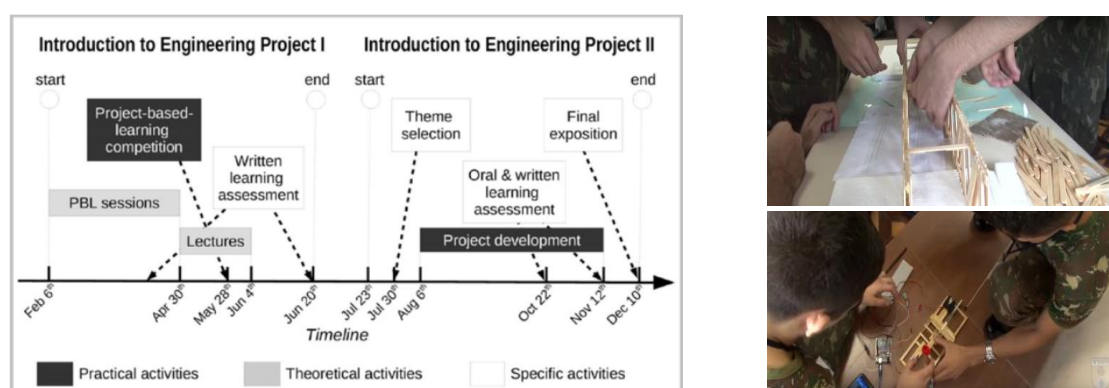 Introduction to Engineering Project I
Introduction to Engineering Project II
start
end
start
end
Project-based-
learning
competition
Theme
selection
Final
exposition
Written
learning
assessment
Oral & written
learning
assessment
PBL sessions
Lectures
Project development
Feb 6th
Apr 30th
May 28th
Jun 4th
Jun 20th
Jul 23th
Jul 30th
Aug 6th
Oct 22th
Nov 12th
Dec 10th
Timeline
Practical activities
Theoretical activities
Specific activities